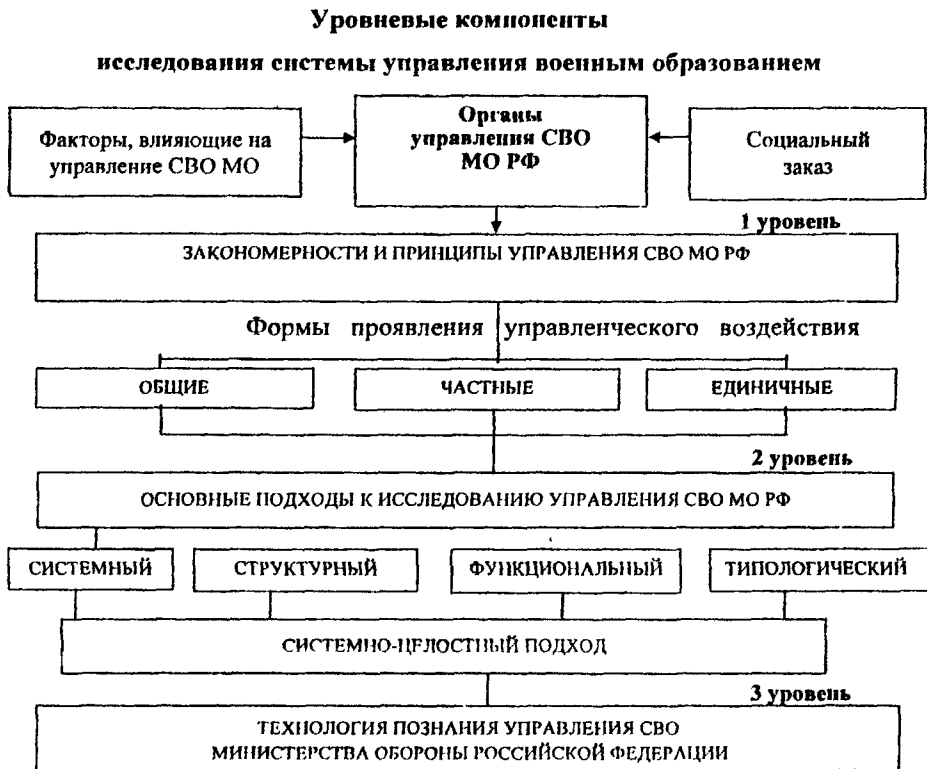 Уровневые компоненты
исследования системы управления военным образованием
Факторы, влияющие на
управление СВО МО
Органы
управления СВО
МО РФ
Социальный
заказ
1 уровень
ЗАКОНОМЕРНОСТИ И ПРИНЦИПЫ УПРАВЛЕНИЯ СВО МО РФ
Формы проявления управленческого воздействия
ОБЩИЕ
ЧАСТНЫЕ
ЕДИНИЧНЫЕ
2 уровень
ОСНОВНЫЕ ПОДХОДЫ К ИССЛЕДОВАНИЮ УПРАВЛЕНИЯ СВО МО РФ
СИСТЕМНЫЙ
СТРУКТУРНЫЙ
ФУНКЦИОНАЛЬНЫЙ
ТИПОЛОГИЧЕСКИЙ
СИСТЕМНО-ЦЕЛОСТНЫЙ ПОДХОД
3 уровень
ТЕХНОЛОГИЯ ПОЗНАНИЯ УПРАВЛЕНИЯ СВО
МИНИСТЕРСТВА ОБОРОНЫ РОССИЙСКОЙ ФЕДЕРАЦИИ